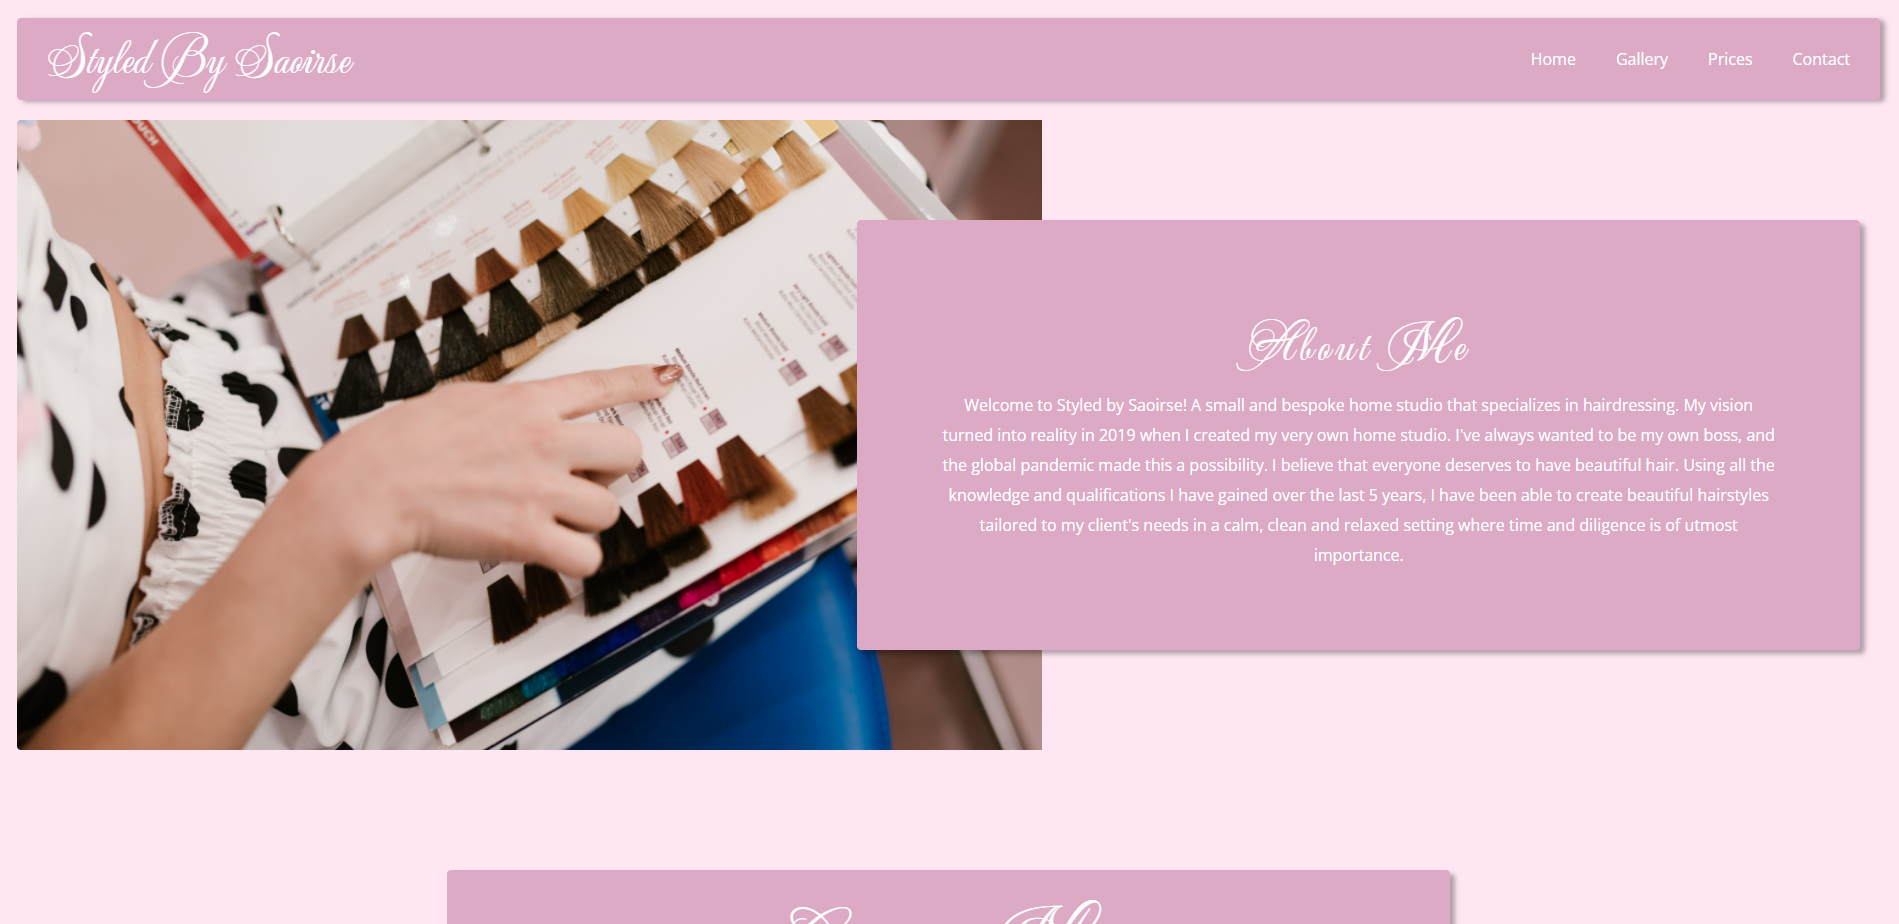 Styled By Saoirse
Home Gallery Prices Contact
About Me
Welcome to Styled by Saoirse! A small and bespoke home studio that specializes in hairdressing. My vision
turned into reality in 2019 when I created my very own home studio. I've always wanted to be my own boss, and
the global pandemic made this a possibility. I believe that everyone deserves to have beautiful hair. Using all the
knowledge and qualifications I have gained over the last 5 years, I have been able to create beautiful hairstyles
tailored to my client's needs in a calm, clean and relaxed setting where time and diligence is of utmost
importance.